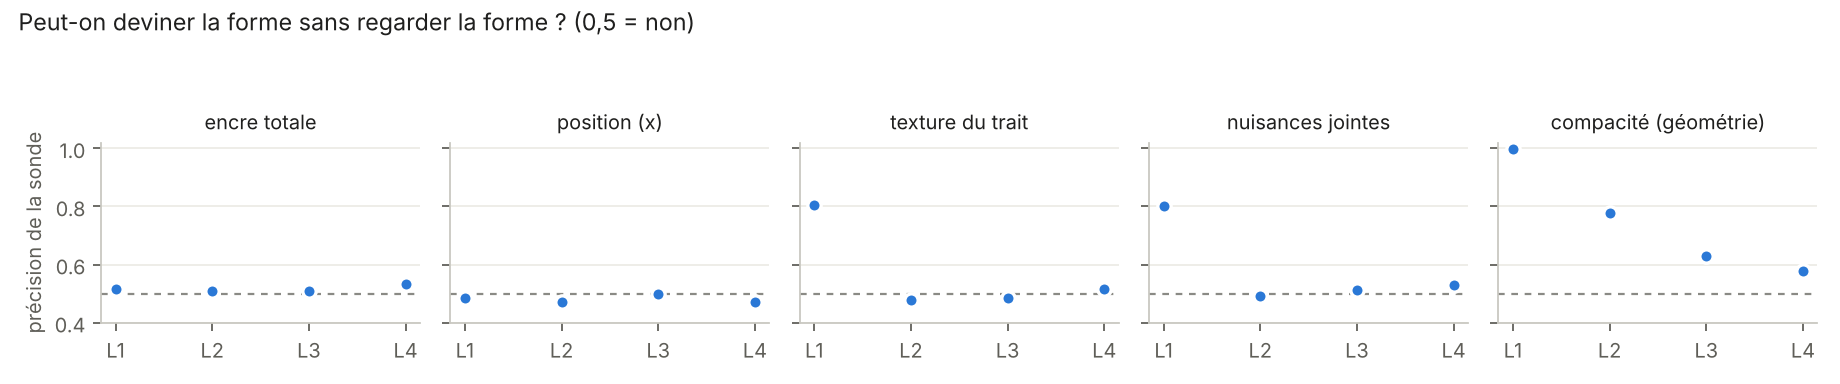 Peut-on deviner la forme sans regarder la forme ? (0,5 = non)
encre totale
position (x)
texture du trait
nuisances jointes
compacité (géométrie)
précision de la sonde
1.0
0.8
0.6
0.4
L1 L2 L3 L4
L1 L2 L3 L4
L1 L2 L3 L4
L1 L2 L3 L4
L1 L2 L3 L4